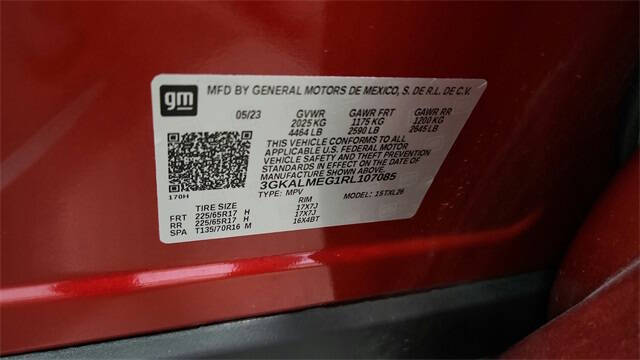 gm
MFD BY GENERAL MOTORS DE MEXICO, S. DE R.L. DE C.V.
05/23 GVWR GAWR FRT GAWR RR
2025 KG 1175 KG 1200 KG
4464 LB 2590 LB 2645 LB
THIS VEHICLE CONFORMS TO ALL
APPLICABLE U.S. FEDERAL MOTOR
VEHICLE SAFETY AND THEFT PREVENTION
STANDARDS IN EFFECT ON THE DATE OF
MANUFACTURE SHOWN ABOVE.
3GKALMEG1RL107085
170H TYPE: MPV MODEL: 1STXL26
TIRE SIZE RIM
FRT 225/65R17 H 17X7J
RR 225/65R17 H 17X7J
SPA T135/70R16 M 16X4BT